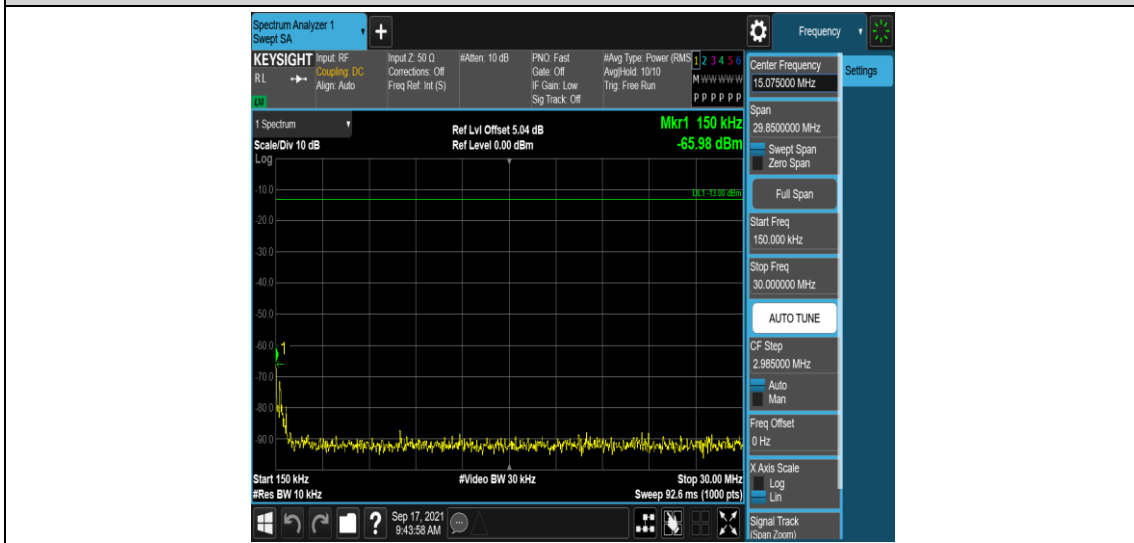 Spectrum Analyzer 1
Swept SA
+
Frequency
KEYSIGHT
RL
LXI
Input: RF
Coupling: DC
Align: Auto
Input Z: 50 Ω
Corrections: Off
Freq Ref: Int (S)
#Atten: 10 dB
PNO: Fast
Gate: Off
IF Gain: Low
Sig Track: Off
#Avg Type: Power (RMS
Avg|Hold: 10/10
Trig: Free Run
1 2 3 4 5 6
M W W W W W
P P P P P P
1 Spectrum
Scale/Div 10 dB
Log
Ref Lvl Offset 5.04 dB
Ref Level 0.00 dBm
Mkr1 150 kHz
-65.98 dBm
DL1 -13.00 dBm
-10.0
-20.0
-30.0
-40.0
-50.0
-60.0
1
-70.0
-80.0
-90.0
Start 150 kHz
#Res BW 10 kHz
#Video BW 30 kHz
Stop 30.00 MHz
Sweep 92.6 ms (1000 pts)
?
Sep 17, 2021
9:43:58 AM
Center Frequency
15.075000 MHz
Settings
Span
29.8500000 MHz
Swept Span
Zero Span
Full Span
Start Freq
150.000 kHz
Stop Freq
30.000000 MHz
AUTO TUNE
CF Step
2.985000 MHz
Auto
Man
Freq Offset
0 Hz
X Axis Scale
Log
Lin
Signal Track
(Span Zoom)